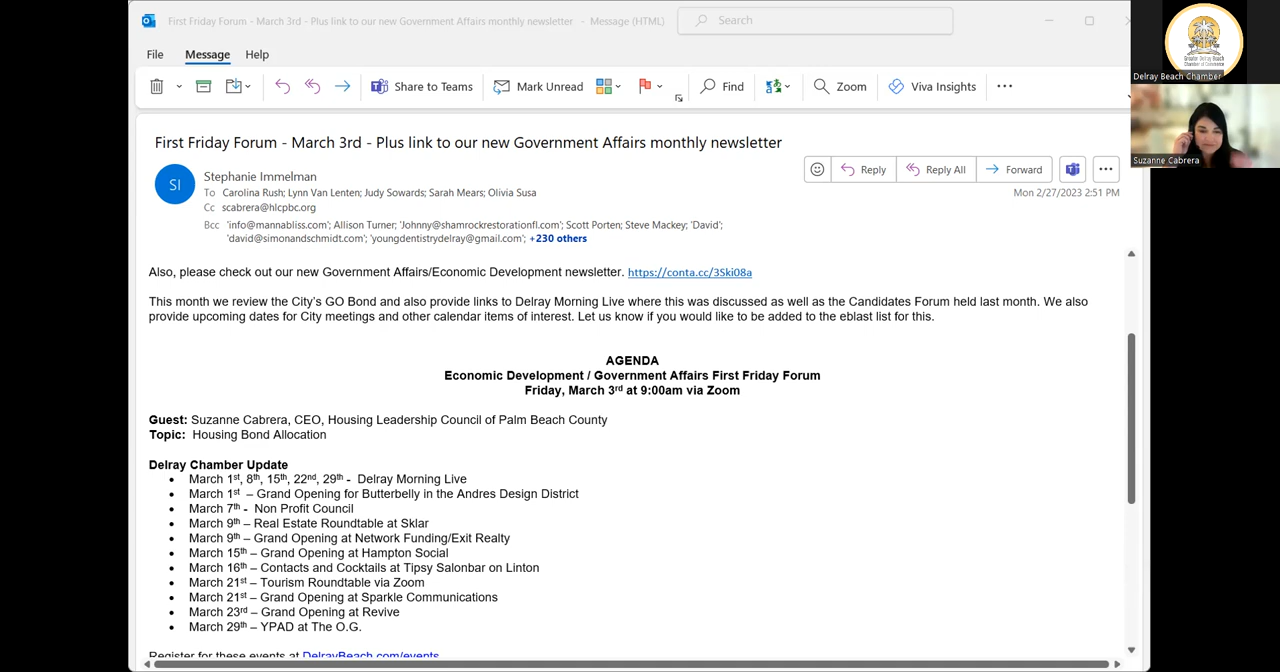 First Friday Forum - March 3rd - Plus link to our new Government Affairs monthly newsletter - Message (HTML)
Search
File Message Help
Share to Teams Mark Unread Find Zoom Viva Insights
First Friday Forum - March 3rd - Plus link to our new Government Affairs monthly newsletter
SI
Stephanie Immelman
Reply Reply All Forward
To Carolina Rush; Lynn Van Lenten; Judy Sowards; Sarah Mears; Olivia Susa
Mon 2/27/2023 2:51 PM
Cc scabrera@hlcpbc.org
Bcc 'info@mannabliss.com'; Allison Turner; 'Johnny@shamrockrestorationfl.com'; Scott Porten; Steve Mackey; 'David';
'david@simonandschmidt.com'; 'youngdentistrydelray@gmail.com'; +230 others
Also, please check out our new Government Affairs/Economic Development newsletter. https://conta.cc/3Ski08a
This month we review the City's GO Bond and also provide links to Delray Morning Live where this was discussed as well as the Candidates Forum held last month. We also
provide upcoming dates for City meetings and other calendar items of interest. Let us know if you would like to be added to the eblast list for this.
AGENDA
Economic Development / Government Affairs First Friday Forum
Friday, March 3rd at 9:00am via Zoom
Guest: Suzanne Cabrera, CEO, Housing Leadership Council of Palm Beach County
Topic: Housing Bond Allocation
Delray Chamber Update
• March 1st, 8th, 15th, 22nd, 29th - Delray Morning Live
• March 1st – Grand Opening for Butterbelly in the Andres Design District
• March 7th - Non Profit Council
• March 9th – Real Estate Roundtable at Sklar
• March 9th – Grand Opening at Network Funding/Exit Realty
• March 15th – Grand Opening at Hampton Social
• March 16th – Contacts and Cocktails at Tipsy Salonbar on Linton
• March 21st – Tourism Roundtable via Zoom
• March 21st – Grand Opening at Sparkle Communications
• March 23rd – Grand Opening at Revive
• March 29th – YPAD at The O.G.
Register for these events at DelrayBeach.com/events
Greater Delray Beach
Chamber of Commerce
Delray Beach Chamber
Suzanne Cabrera